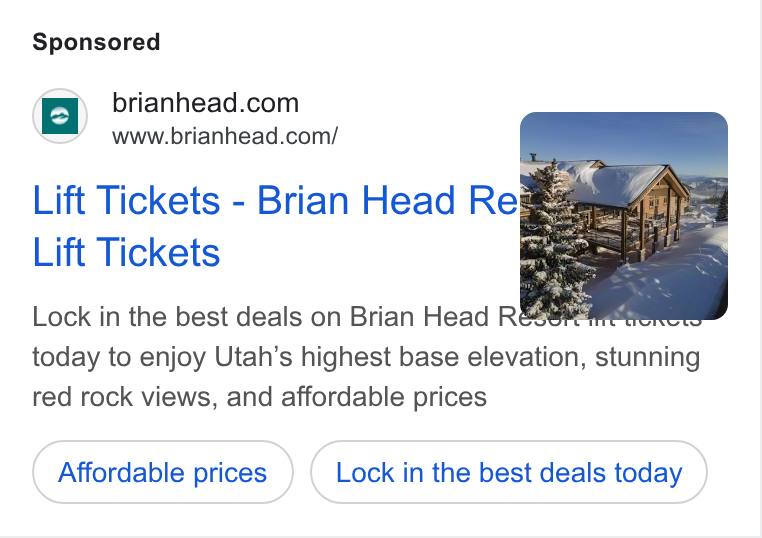 Sponsored
brianhead.com
www.brianhead.com/
Lift Tickets - Brian Head Re
Lift Tickets
Lock in the best deals on Brian Head Resort lift tickets
today to enjoy Utah’s highest base elevation, stunning
red rock views, and affordable prices
Affordable prices
Lock in the best deals today